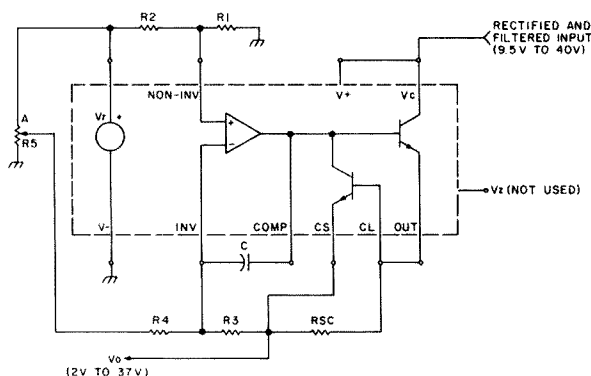 R2
R1
RECTIFIED AND
FILTERED INPUT
(9.5V TO 40V)
NON-INV
V+
Vc
Vr
+
A
R5
+
−
Vz (NOT USED)
V-
INV
COMP
CS
CL
OUT
C
R4
R3
RSC
Vo
(2V TO 37V)